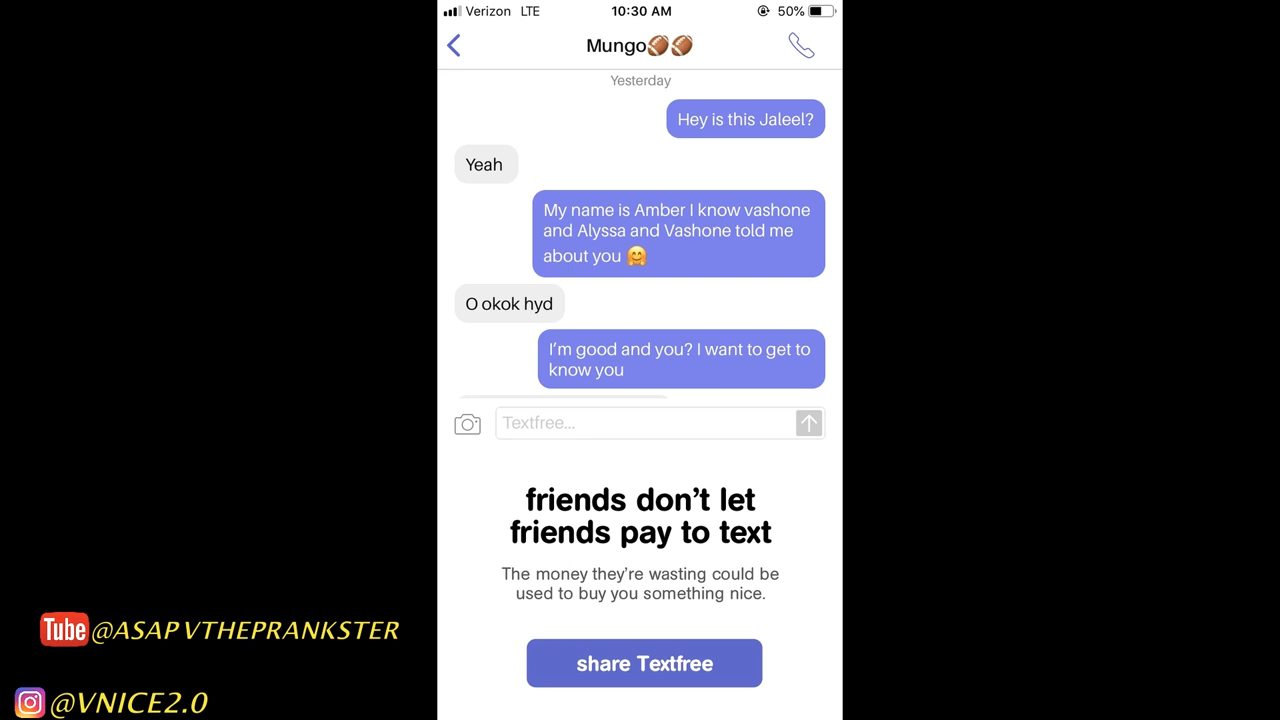 Verizon LTE 10:30 AM 50%
Mungo🏈🏈
Yesterday
Hey is this Jaleel?
Yeah
My name is Amber I know vashone
and Alyssa and Vashone told me
about you 🤗
O okok hyd
I'm good and you? I want to get to
know you
Textfree...
friends don't let
friends pay to text
The money they're wasting could be
used to buy you something nice.
share Textfree
Tube @ASAP VTHEPRANKSTER
@VNICE2.0